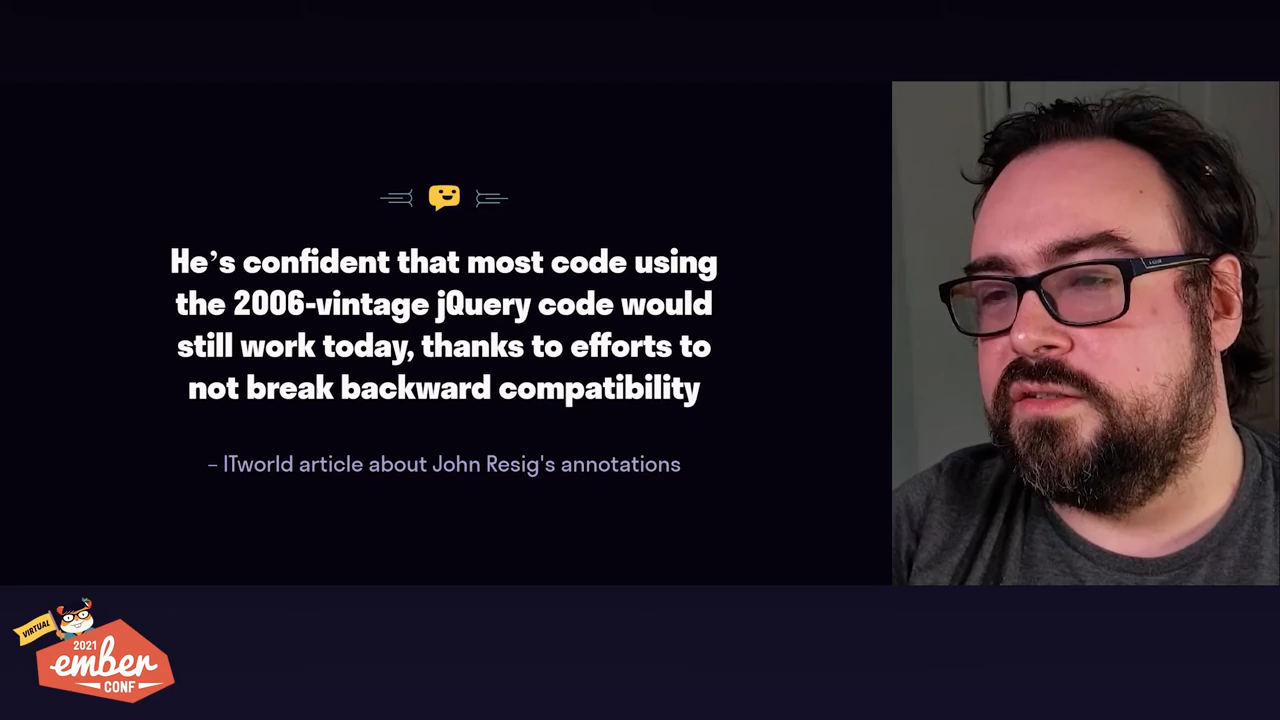 He’s confident that most code using
the 2006-vintage jQuery code would
still work today, thanks to efforts to
not break backward compatibility
– ITworld article about John Resig's annotations
VIRTUAL
2021
ember
CONF